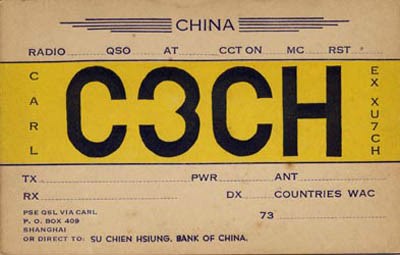 CHINA
RADIO QSO AT CCT ON MC RST
CARL
C3CH
EX XU7CH
TX PWR ANT
RX DX COUNTRIES WAC
PSE QSL VIA CARL 73
P. O. BOX 409
SHANGHAI
OR DIRECT TO: SU CHIEN HSIUNG, BANK OF CHINA.